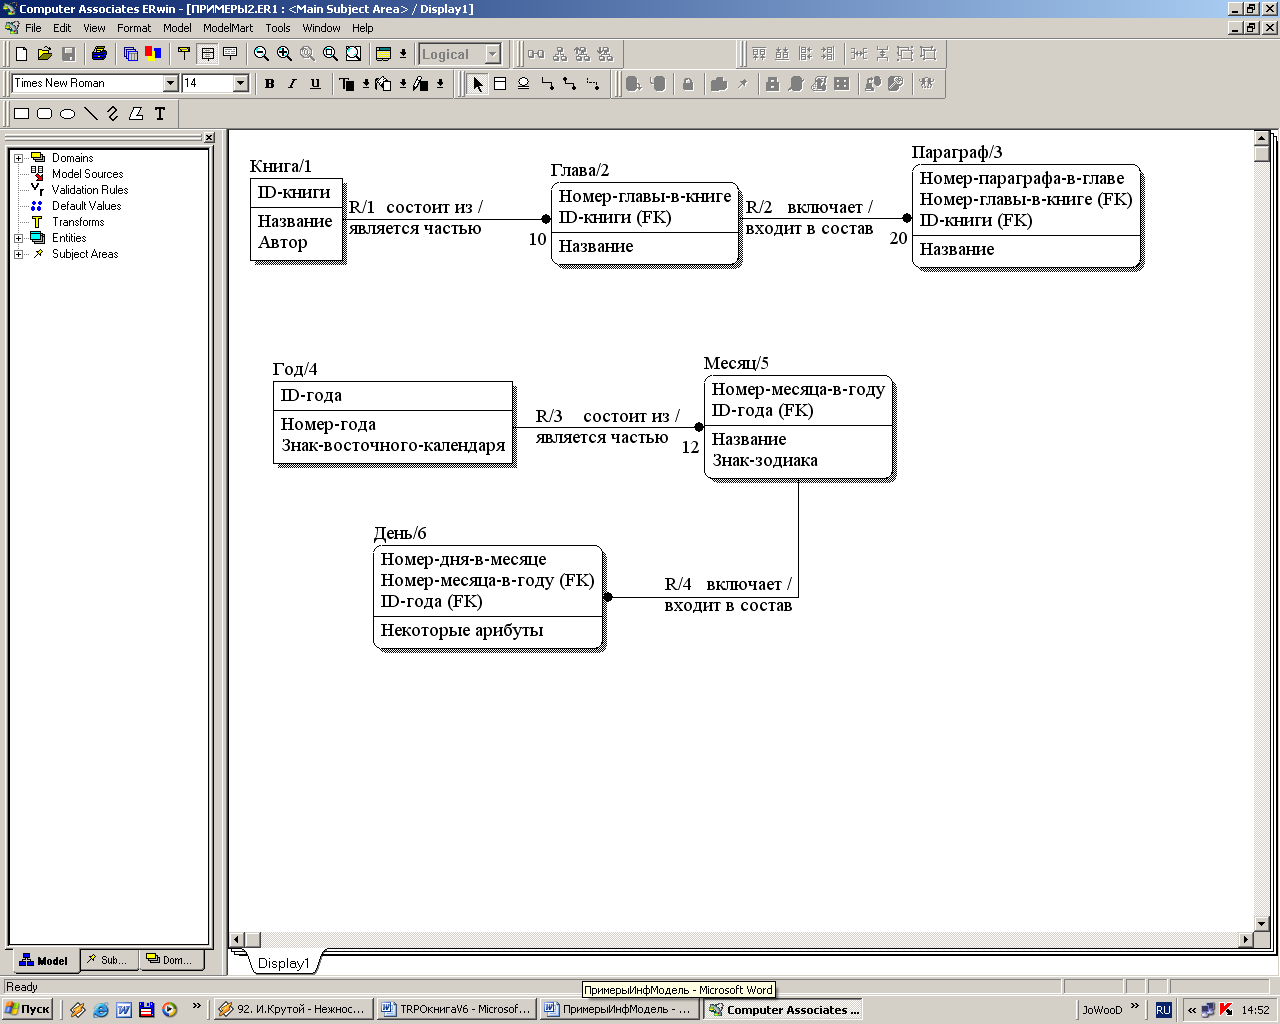 Computer Associates ERwin - [ПРИМЕРЫ2.ER1 : <Main Subject Area> / Display1]
File Edit View Format Model ModelMart Tools Window Help
Logical
Times New Roman 14 B I U
T
Domains
Model Sources
Validation Rules
Default Values
Transforms
Entities
Subject Areas
Книга/1
ID-книги
Название
Автор
R/1 состоит из /
является частью
10
Глава/2
Номер-главы-в-книге
ID-книги (FK)
Название
R/2 включает /
входит в состав
20
Параграф/3
Номер-параграфа-в-главе
Номер-главы-в-книге (FK)
ID-книги (FK)
Название
Год/4
ID-года
Номер-года
Знак-восточного-календаря
R/3 состоит из /
является частью
12
Месяц/5
Номер-месяца-в-году
ID-года (FK)
Название
Знак-зодиака
День/6
Номер-дня-в-месяце
Номер-месяца-в-году (FK)
ID-года (FK)
Некоторые арибуты
R/4 включает /
входит в состав
Model Sub... Dom...
Display1
Ready
ПримерыИнфМодель - Microsoft Word
Пуск » 92. И.Крутой - Нежнос... TRPOкнигаV6 - Microsof... ПримерыИнфМодель - ... Computer Associates ... JoWooD » RU « 14:52